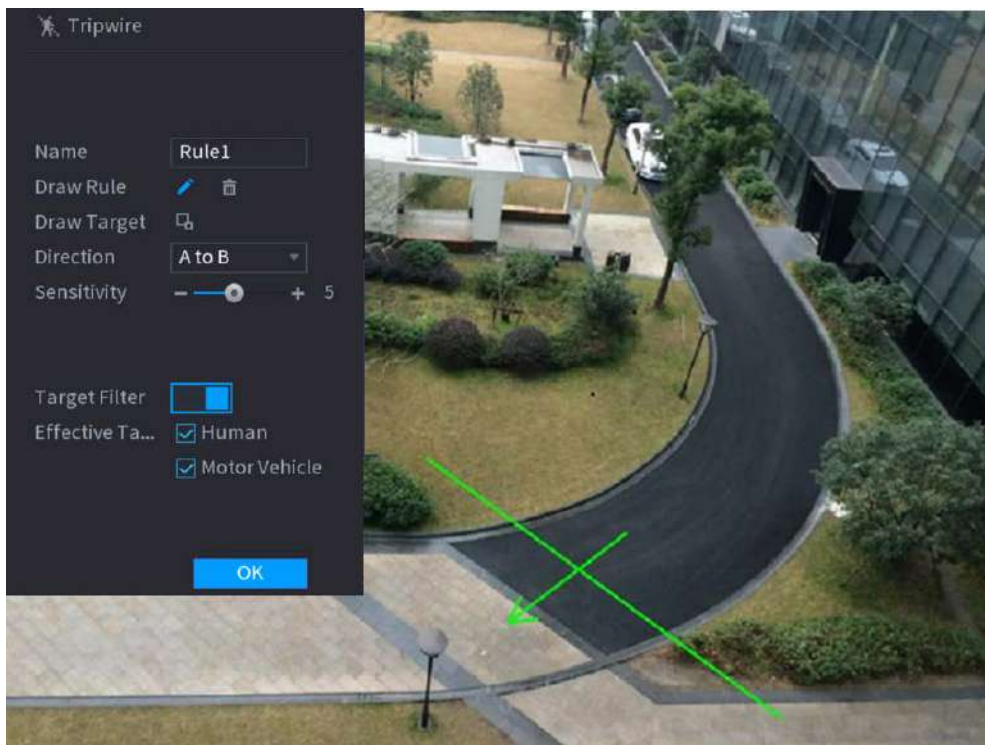 Tripwire
Name Rule1
Draw Rule
Draw Target
Direction A to B
Sensitivity - + 5
Target Filter
Effective Ta... Human
Motor Vehicle
OK